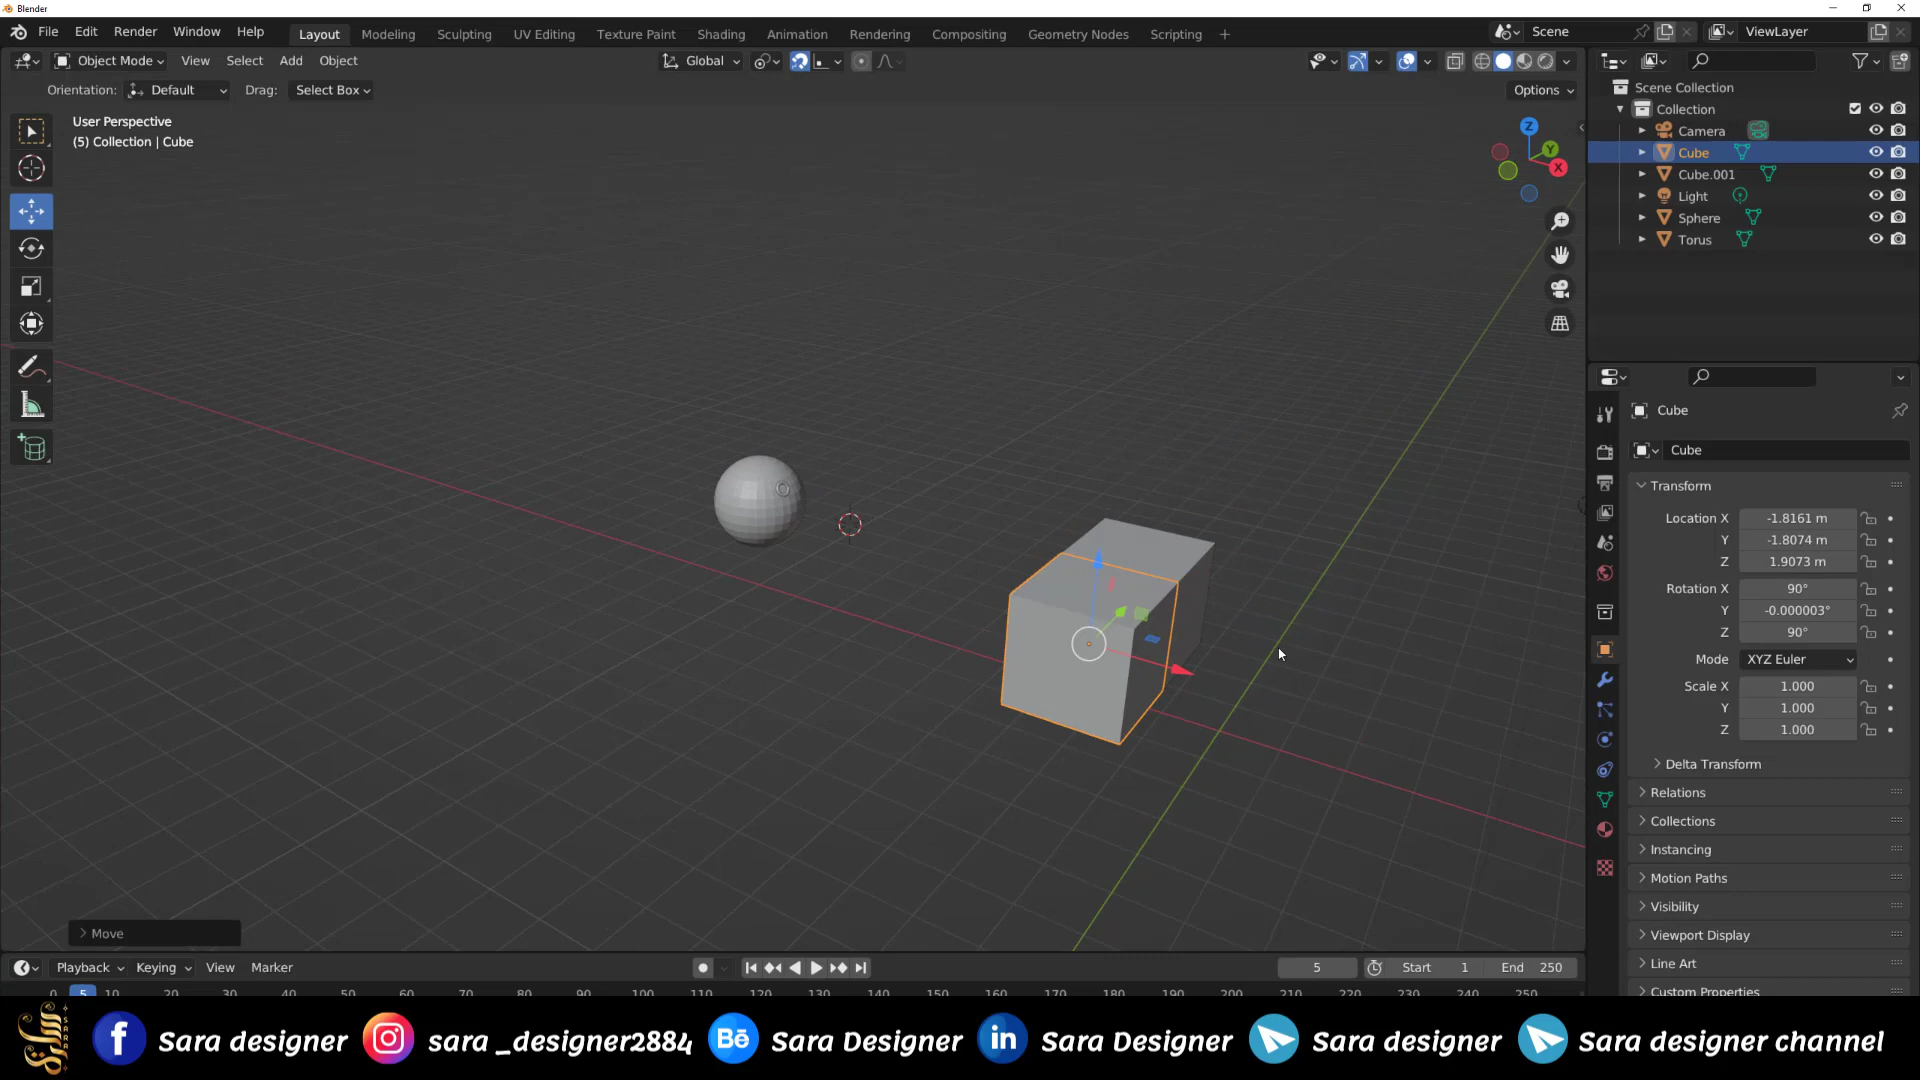 Blender
File Edit Render Window Help
Layout Modeling Sculpting UV Editing Texture Paint Shading Animation Rendering Compositing Geometry Nodes Scripting
Scene
ViewLayer
Object Mode View Select Add Object
Global
Orientation: Default Drag: Select Box
Options
User Perspective
(5) Collection | Cube
Z
Y
X
Scene Collection
Collection
Camera
Cube
Cube.001
Light
Sphere
Torus
Cube
Cube
Transform
Location X -1.8161 m
Y -1.8074 m
Z 1.9073 m
Rotation X 90°
Y -0.000003°
Z 90°
Mode XYZ Euler
Scale X 1.000
Y 1.000
Z 1.000
Delta Transform
Relations
Collections
Instancing
Motion Paths
Visibility
Viewport Display
Line Art
Custom Properties
Move
Playback Keying View Marker
5 Start 1 End 250
0 5 10 20 30 40 50 60 70 80 90 100 110 120 130 140 150 160 170 180 190 200 210 220 230 240 250
Sara designer sara _designer2884 Bē Sara Designer in Sara Designer Sara designer Sara designer channel